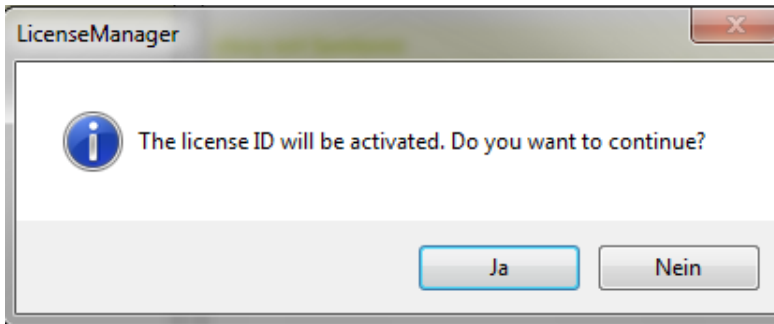 LicenseManager
The license ID will be activated. Do you want to continue?
Ja
Nein